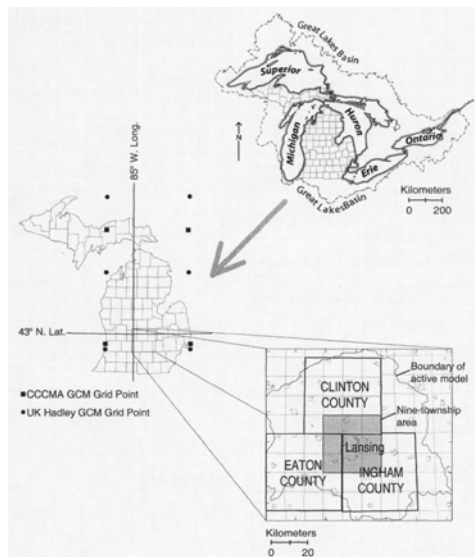 Great Lakes Basin
Superior
Huron
Michigan
Ontario
Erie
N
Great Lakes Basin
Kilometers
0 200
85° W. Long.
43° N. Lat.
CCCMA GCM Grid Point
UK Hadley GCM Grid Point
Boundary of
active model
CLINTON
COUNTY
Nine-township
area
Lansing
EATON
COUNTY
INGHAM
COUNTY
Kilometers
0 20